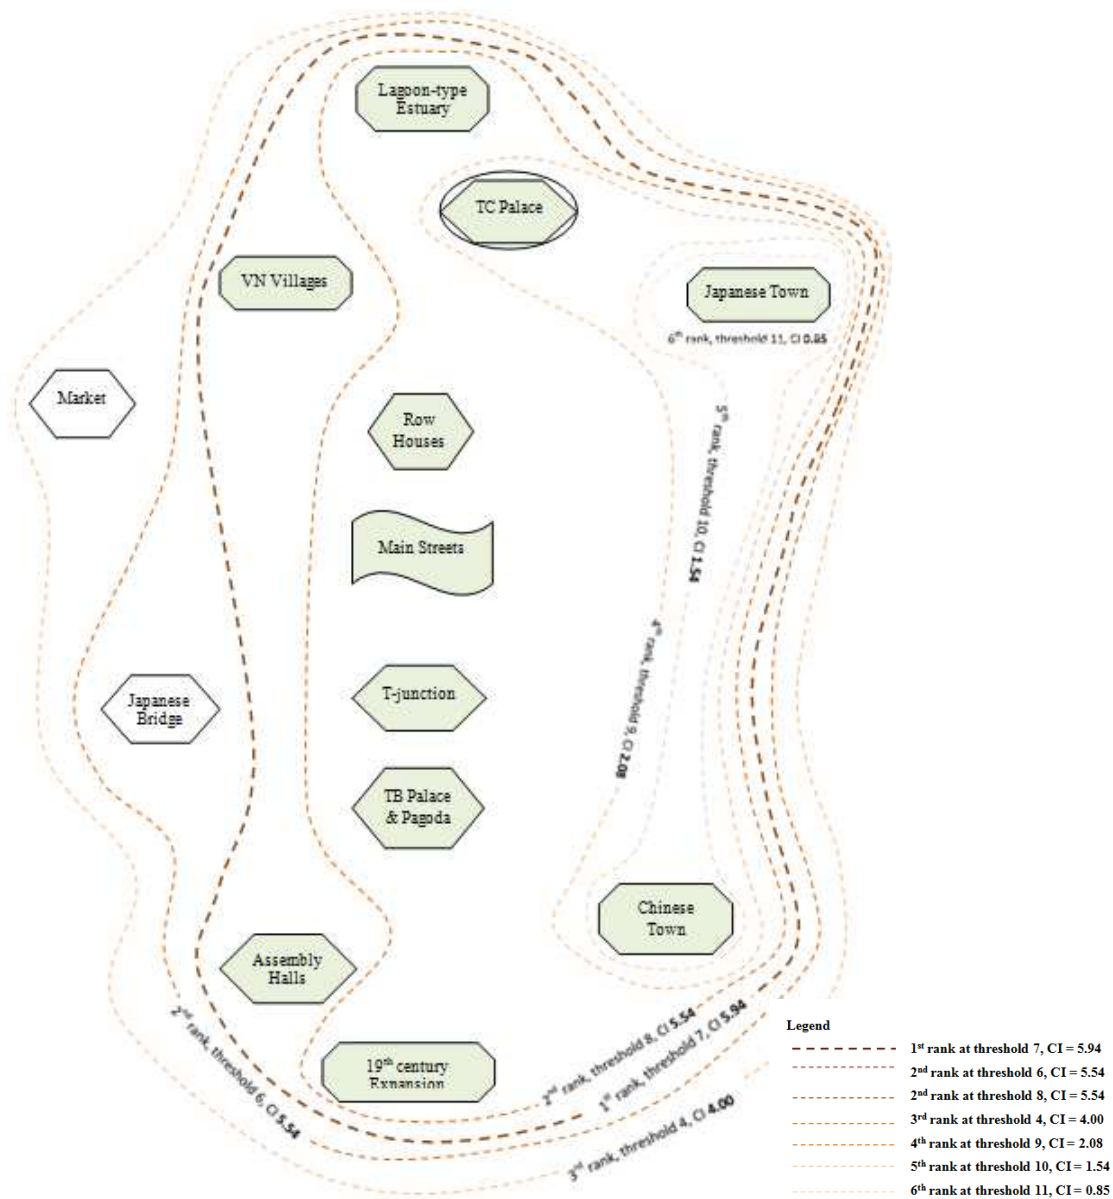 Lagoon-type
Estuary
TC Palace
VN Villages
Japanese Town
6th rank, threshold 11, CI 0.85
Market
Row
Houses
5th rank, threshold 10, CI 1.54
Main Streets
4th rank, threshold 9, CI 2.08
T-junction
Japanese
Bridge
TB Palace
& Pagoda
Chinese
Town
Assembly
Halls
19th century
Expansion
2nd rank, threshold 6, CI 5.54
2nd rank, threshold 8, CI 5.54
1st rank, threshold 7, CI 5.94
3rd rank, threshold 4, CI 4.00
Legend
1st rank at threshold 7, CI = 5.94
2nd rank at threshold 6, CI = 5.54
2nd rank at threshold 8, CI = 5.54
3rd rank at threshold 4, CI = 4.00
4th rank at threshold 9, CI = 2.08
5th rank at threshold 10, CI = 1.54
6th rank at threshold 11, CI = 0.85